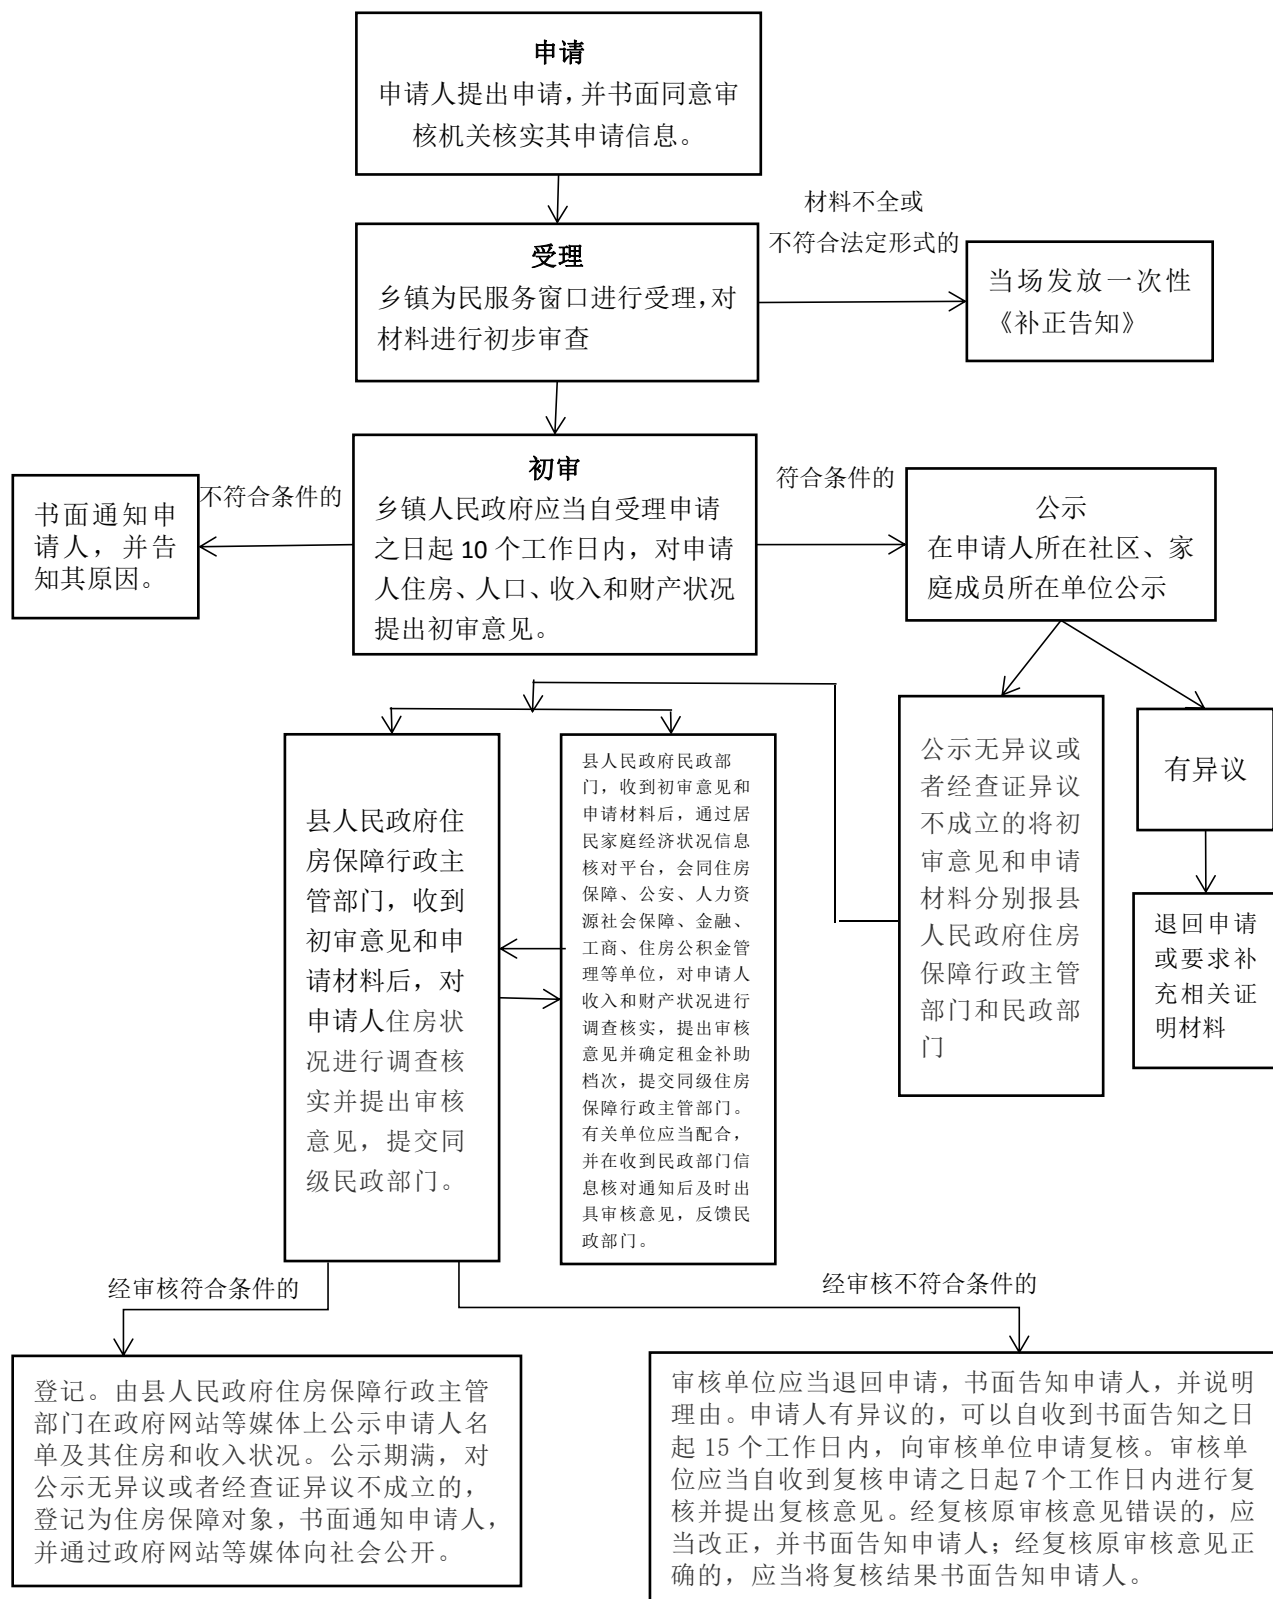 申请
申请人提出申请，并书面同意审
核机关核实其申请信息。
材料不全或
不符合法定形式的
受理
乡镇为民服务窗口进行受理，对
材料进行初步审查
当场发放一次性
《补正告知》
初审
乡镇人民政府应当自受理申请
之日起 10 个工作日内，对申请
人住房、人口、收入和财产状况
提出初审意见。
不符合条件的
书面通知申
请人，并告
知其原因。
符合条件的
公示
在申请人所在社区、家
庭成员所在单位公示
县人民政府住
房保障行政主
管部门，收到
初审意见和申
请材料后，对
申请人住房状
况进行调查核
实并提出审核
意见，提交同
级民政部门。
县人民政府民政部
门，收到初审意见和
申请材料后，通过居
民家庭经济状况信息
核对平台，会同住房
保障、公安、人力资
源社会保障、金融、
工商、住房公积金管
理等单位，对申请人
收入和财产状况进行
调查核实，提出审核
意见并确定租金补助
档次，提交同级住房
保障行政主管部门。
有关单位应当配合，
并在收到民政部门信
息核对通知后及时出
具审核意见，反馈民
政部门。
公示无异议或
者经查证异议
不成立的将初
审意见和申请
材料分别报县
人民政府住房
保障行政主管
部门和民政部
门
有异议
退回申请
或要求补
充相关证
明材料
经审核符合条件的
经审核不符合条件的
登记。由县人民政府住房保障行政主管
部门在政府网站等媒体上公示申请人名
单及其住房和收入状况。公示期满，对
公示无异议或者经查证异议不成立的，
登记为住房保障对象，书面通知申请人，
并通过政府网站等媒体向社会公开。
审核单位应当退回申请，书面告知申请人，并说明
理由。申请人有异议的，可以自收到书面告知之日
起 15 个工作日内，向审核单位申请复核。审核单
位应当自收到复核申请之日起 7 个工作日内进行复
核并提出复核意见。经复核原审核意见错误的，应
当改正，并书面告知申请人；经复核原审核意见正
确的，应当将复核结果书面告知申请人。